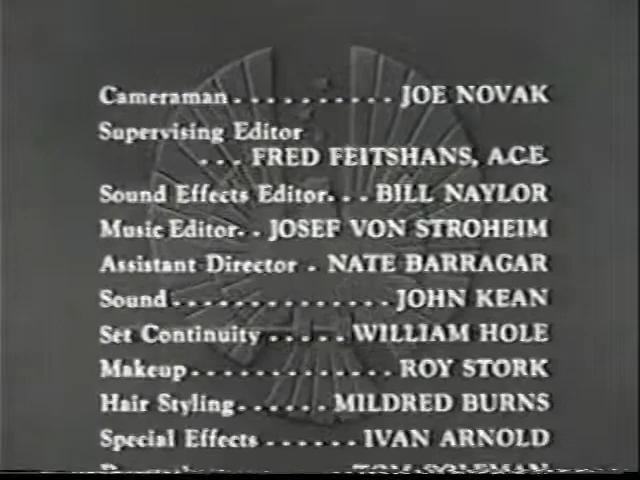 Cameraman . . . . . . . . . . . JOE NOVAK
Supervising Editor
. . . FRED FEITSHANS, A.C.E.
Sound Effects Editor. . . BILL NAYLOR
Music Editor. . JOSEF VON STROHEIM
Assistant Director . NATE BARRAGAR
Sound . . . . . . . . . . . . . . . JOHN KEAN
Set Continuity . . . . . WILLIAM HOLE
Makeup . . . . . . . . . . . . . ROY STORK
Hair Styling . . . . . . MILDRED BURNS
Special Effects . . . . . . IVAN ARNOLD
TOM